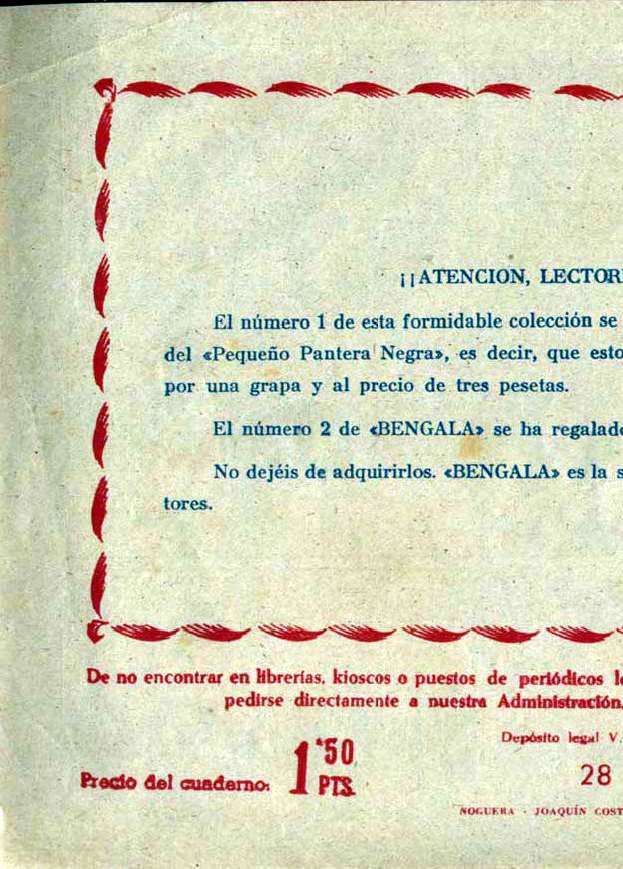 ¡¡ATENCION, LECTOR
El número 1 de esta formidable colección se
del «Pequeño Pantera Negra», es decir, que esto
por una grapa y al precio de tres pesetas.
El número 2 de «BENGALA» se ha regalad
No dejéis de adquirirlos. «BENGALA» es la s
tores.
De no encontrar en librerías, kioscos o puestos de periódicos l
pedirse directamente a nuestra Administración,
Depósito legal V.
Precio del cuaderno: 1'50 PTS.
28
NOGUERA - JOAQUÍN COST